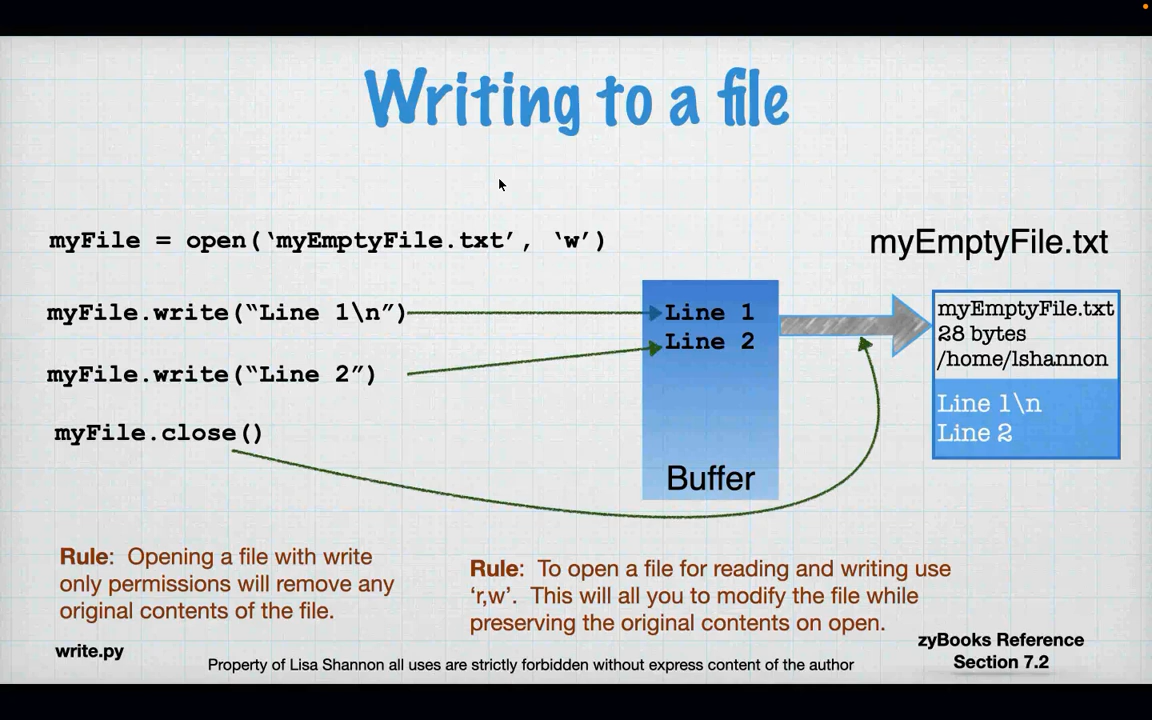 Writing to a file
myFile = open(‘myEmptyFile.txt’, ‘w’)
myEmptyFile.txt
myFile.write(“Line 1\n”)
myFile.write(“Line 2”)
myFile.close()
Line 1
Line 2
Buffer
myEmptyFile.txt
28 bytes
/home/lshannon
Line 1\n
Line 2
Rule: Opening a file with write
only permissions will remove any
original contents of the file.
Rule: To open a file for reading and writing use
‘r,w’. This will all you to modify the file while
preserving the original contents on open.
write.py
Property of Lisa Shannon all uses are strictly forbidden without express content of the author
zyBooks Reference
Section 7.2